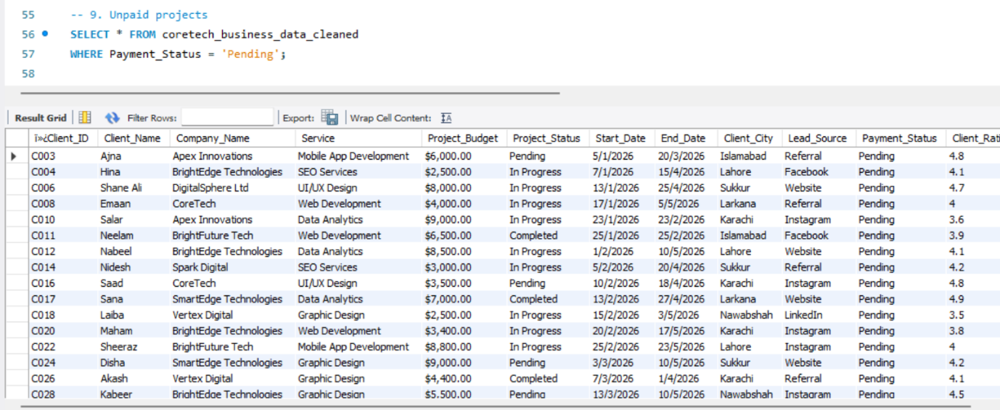 55 -- 9. Unpaid projects
56 SELECT * FROM coretech_business_data_cleaned
57 WHERE Payment_Status = 'Pending';
58
Result Grid Filter Rows: Export: Wrap Cell Content: IA
Client_ID Client_Name Company_Name Service Project_Budget Project_Status Start_Date End_Date Client_City Lead_Source Payment_Status Client_Rati
C003 Ajna Apex Innovations Mobile App Development $6,000.00 Pending 5/1/2026 20/3/2026 Islamabad Referral Pending 4.8
C004 Hina BrightEdge Technologies SEO Services $2,500.00 In Progress 7/1/2026 15/4/2026 Lahore Facebook Pending 4.1
C006 Shane Ali DigitalSphere Ltd UI/UX Design $8,000.00 In Progress 13/1/2026 25/4/2026 Sukkur Website Pending 4.7
C008 Emaan CoreTech Web Development $4,000.00 In Progress 17/1/2026 5/5/2026 Larkana Referral Pending 4
C010 Salar Apex Innovations Data Analytics $9,000.00 In Progress 23/1/2026 23/2/2026 Karachi Instagram Pending 3.6
C011 Neelam BrightFuture Tech Web Development $6,500.00 Completed 25/1/2026 25/2/2026 Islamabad Facebook Pending 3.9
C012 Nabeel BrightEdge Technologies Data Analytics $8,500.00 In Progress 1/2/2026 10/5/2026 Lahore Website Pending 4.1
C014 Nidesh Spark Digital SEO Services $3,000.00 In Progress 5/2/2026 20/4/2026 Sukkur Referral Pending 4.2
C016 Saad CoreTech UI/UX Design $3,500.00 Pending 10/2/2026 18/4/2026 Karachi Instagram Pending 4.8
C017 Sana SmartEdge Technologies Data Analytics $7,000.00 Completed 13/2/2026 27/4/2026 Larkana Website Pending 4.9
C018 Laiba Vertex Digital Graphic Design $2,500.00 In Progress 15/2/2026 3/5/2026 Nawabshah LinkedIn Pending 3.5
C020 Maham BrightEdge Technologies Web Development $3,400.00 In Progress 20/2/2026 17/5/2026 Karachi Instagram Pending 3.8
C022 Sheeraz BrightFuture Tech Mobile App Development $8,800.00 In Progress 25/2/2026 23/5/2026 Lahore Instagram Pending 4
C024 Disha SmartEdge Technologies Graphic Design $9,000.00 Pending 3/3/2026 10/5/2026 Sukkur Website Pending 4.2
C026 Akash Vertex Digital Graphic Design $4,400.00 Completed 7/3/2026 1/4/2026 Karachi Referral Pending 4.1
C028 Kabeer BrightEdge Technologies Graphic Design $5,500.00 Pending 13/3/2026 10/5/2026 Nawabshah Instagram Pending 4.5